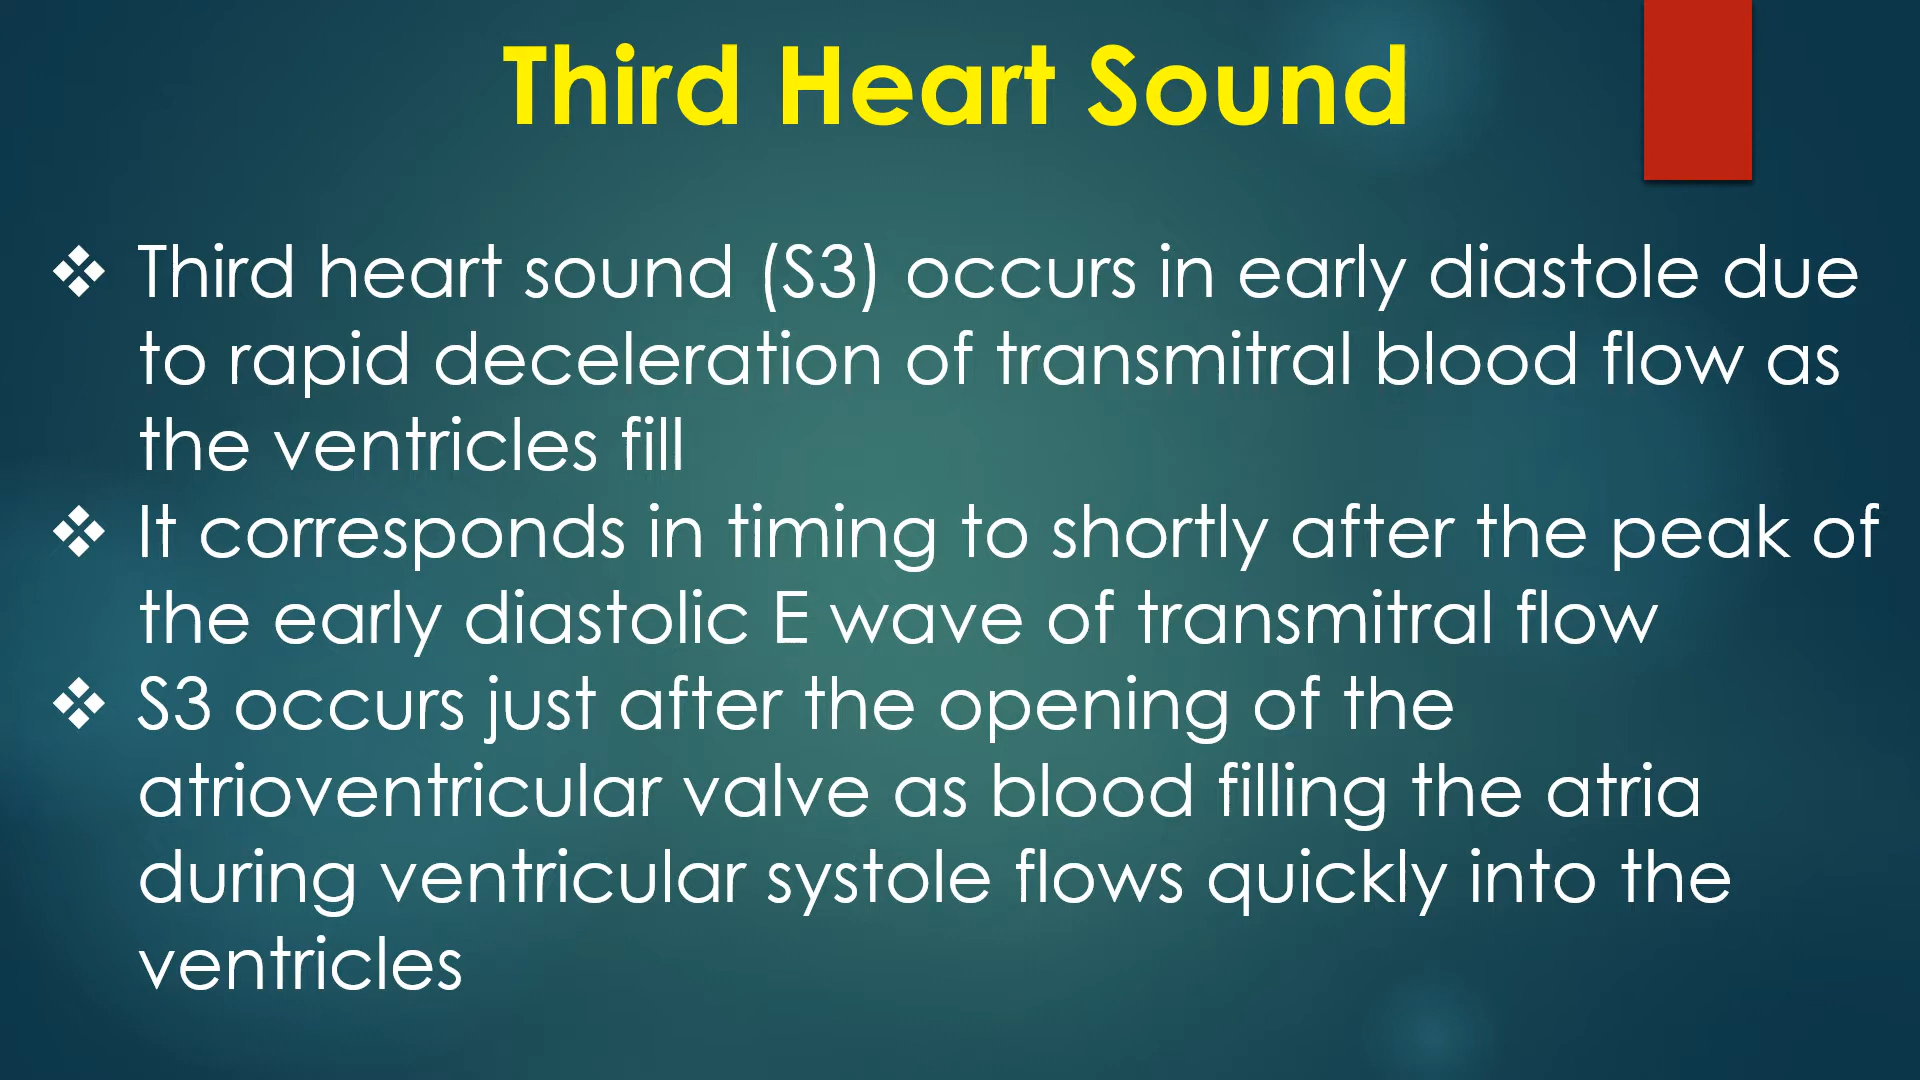 Third Heart Sound
❖ Third heart sound (S3) occurs in early diastole due
to rapid deceleration of transmitral blood flow as
the ventricles fill
❖ It corresponds in timing to shortly after the peak of
the early diastolic E wave of transmitral flow
❖ S3 occurs just after the opening of the
atrioventricular valve as blood filling the atria
during ventricular systole flows quickly into the
ventricles